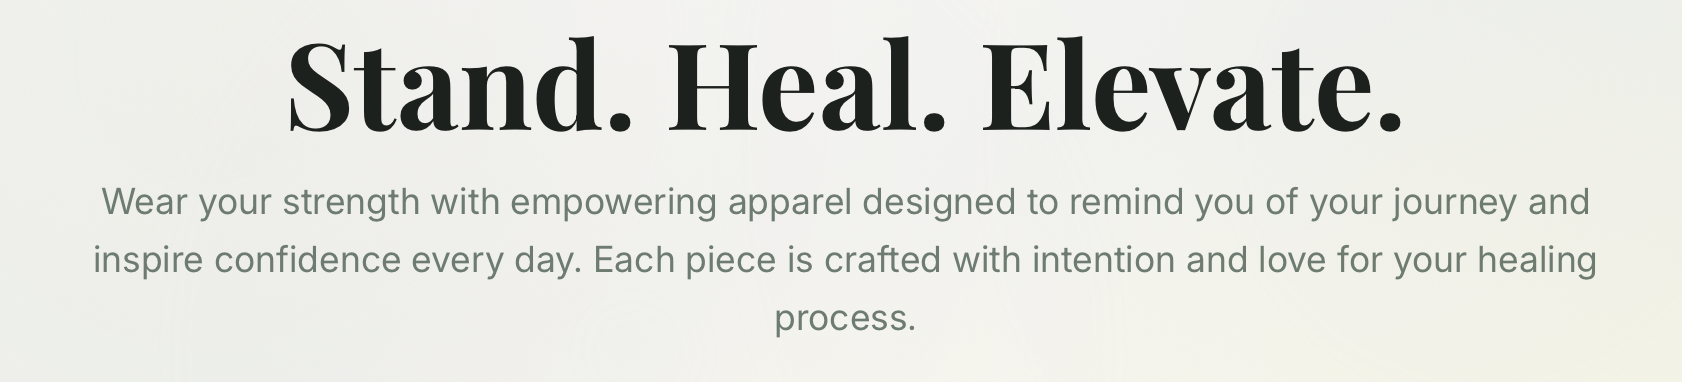 Stand. Heal. Elevate.
Wear your strength with empowering apparel designed to remind you of your journey and
inspire confidence every day. Each piece is crafted with intention and love for your healing
process.